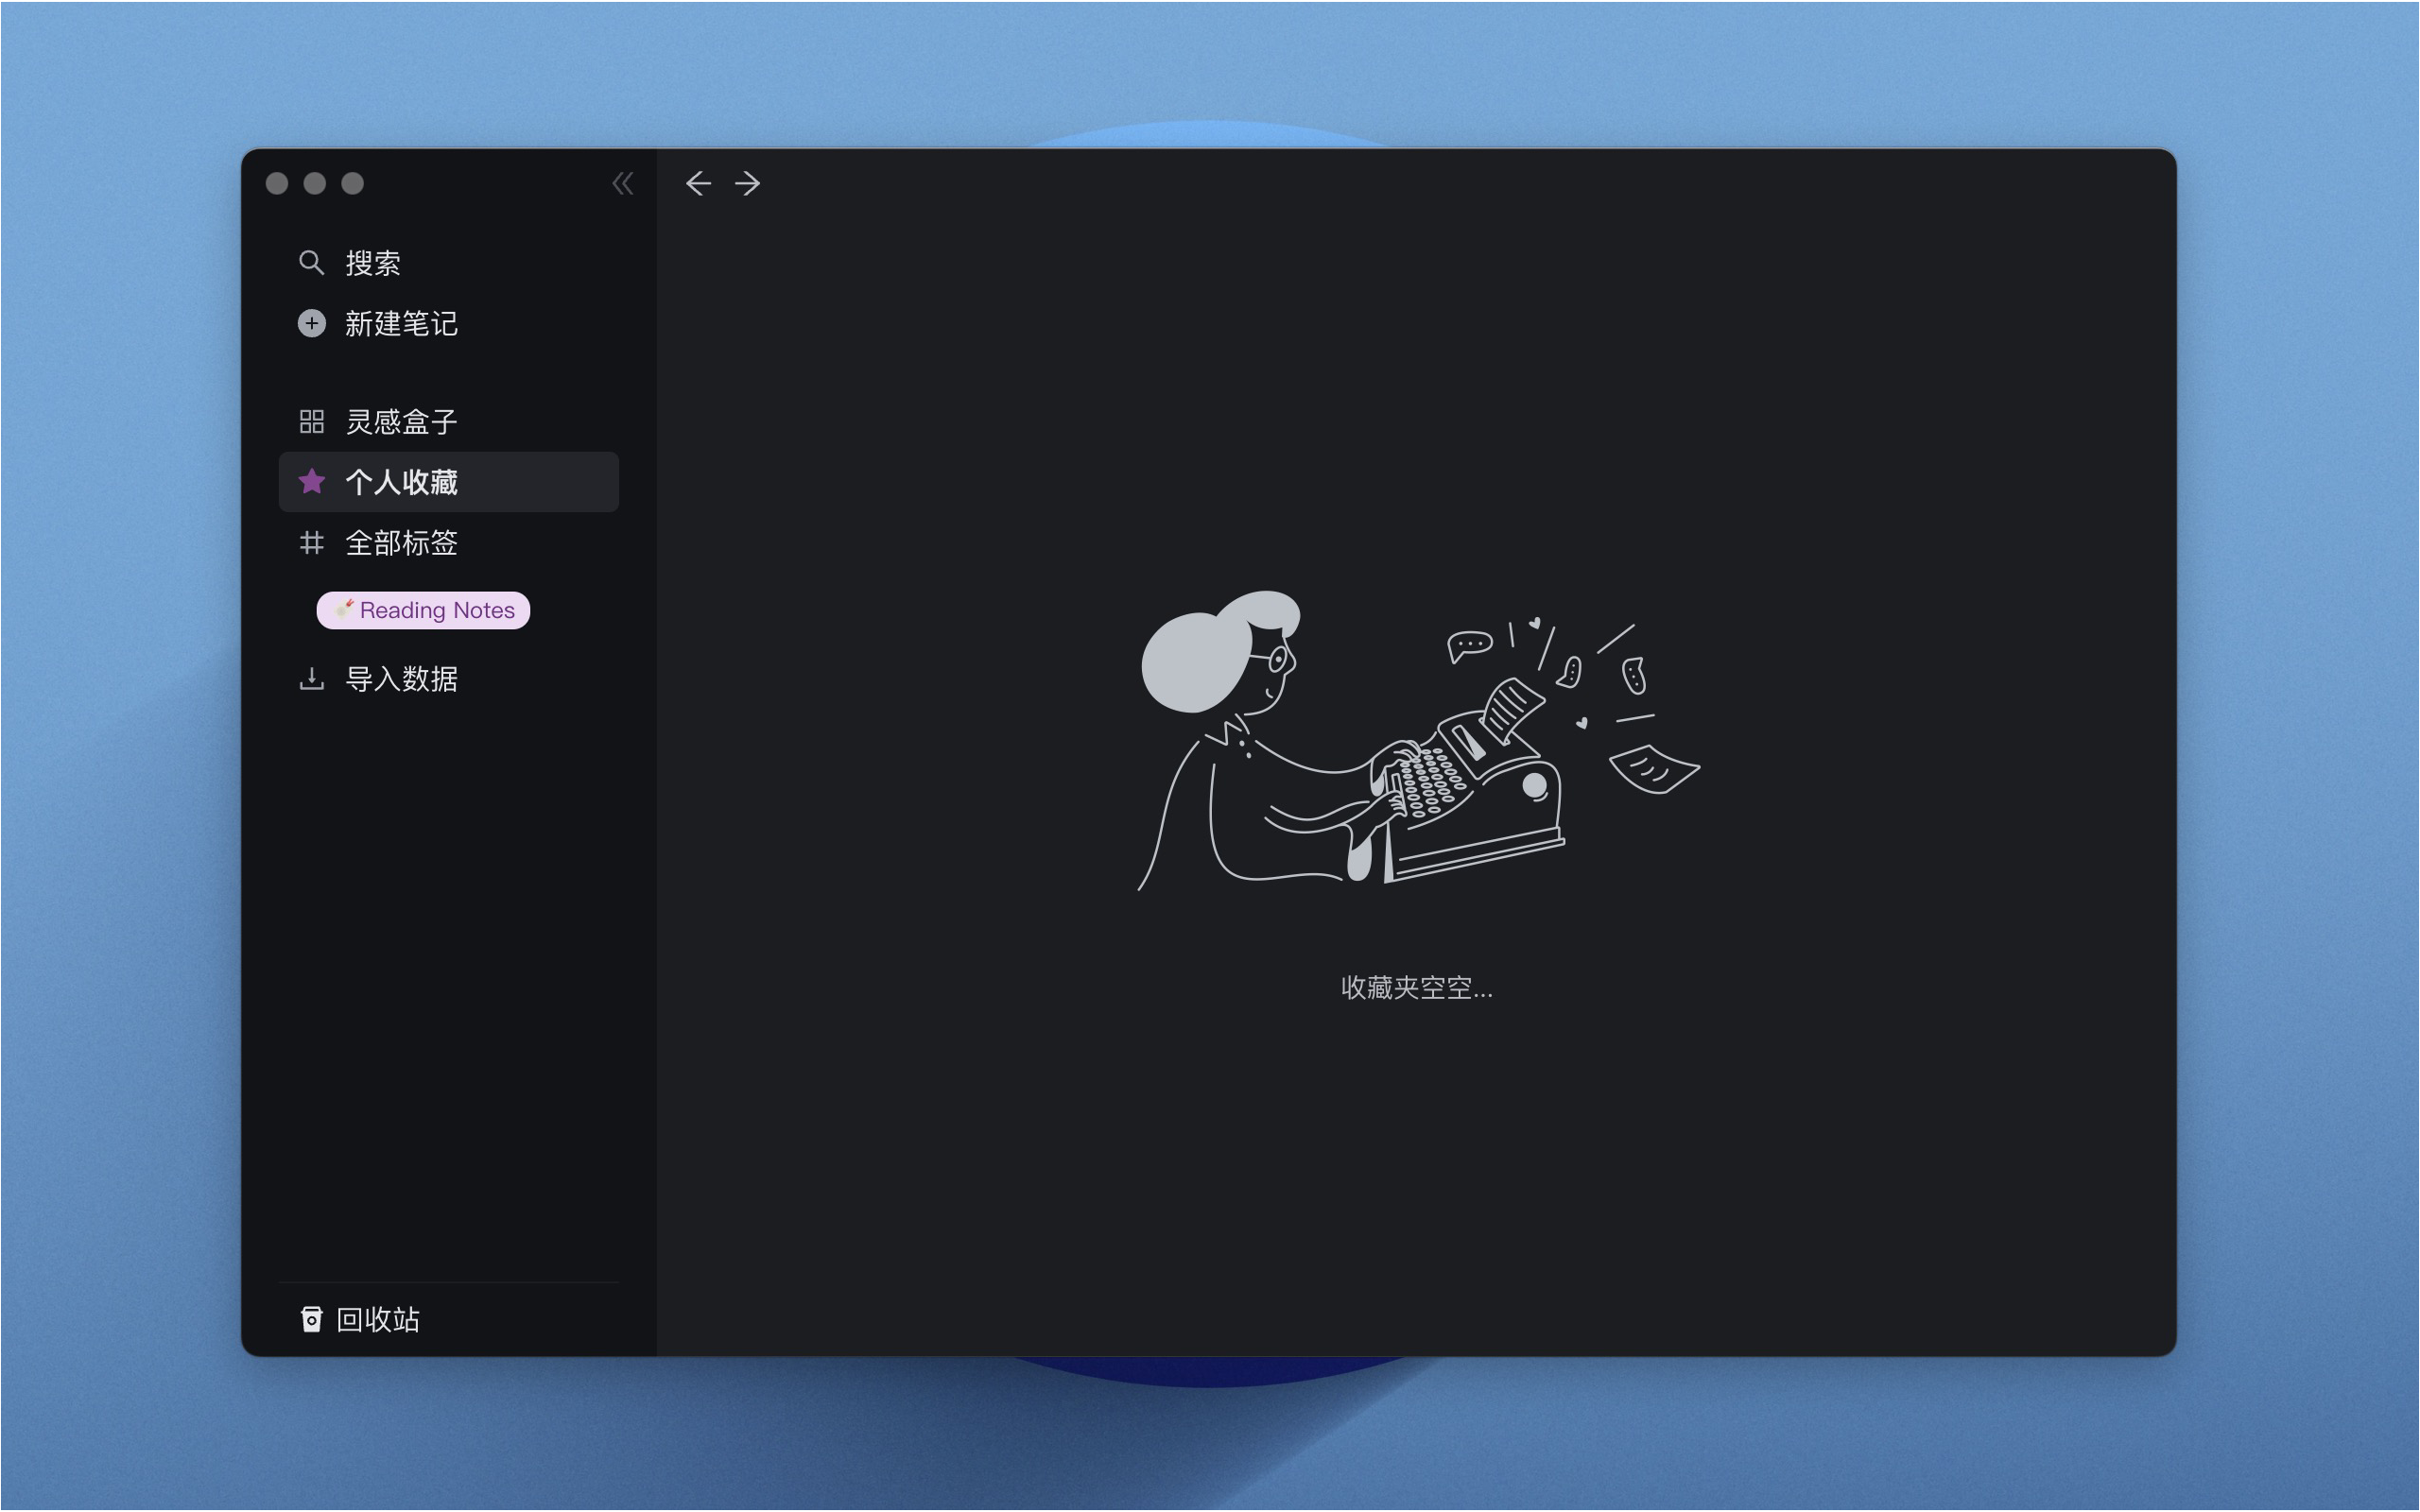 搜索
新建笔记
灵感盒子
个人收藏
全部标签
Reading Notes
导入数据
收藏夹空空...
回收站